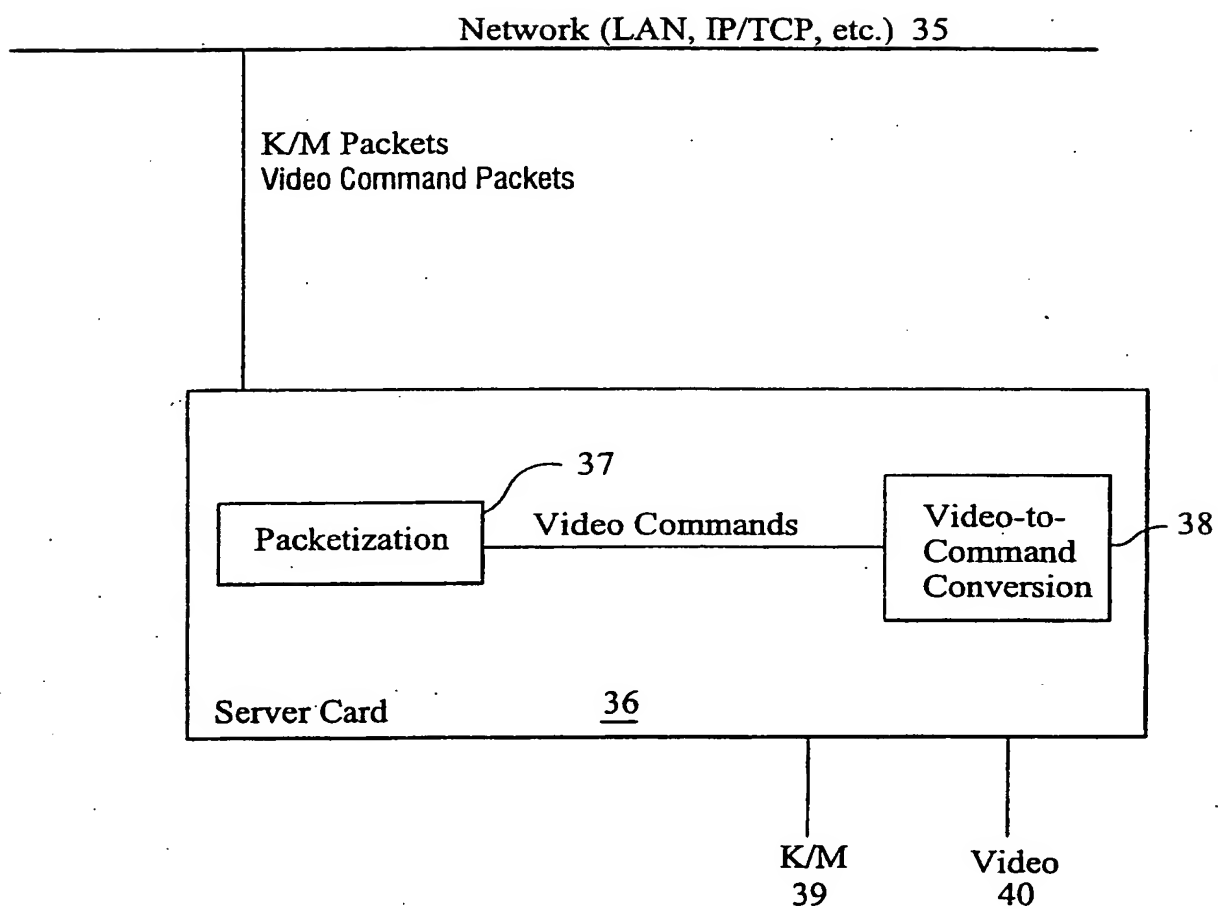 Network (LAN, IP/TCP, etc.) 35
K/M Packets
Video Command Packets
37
Packetization
Video Commands
Video-to-
Command
Conversion
38
Server Card
36
K/M
39
Video
40